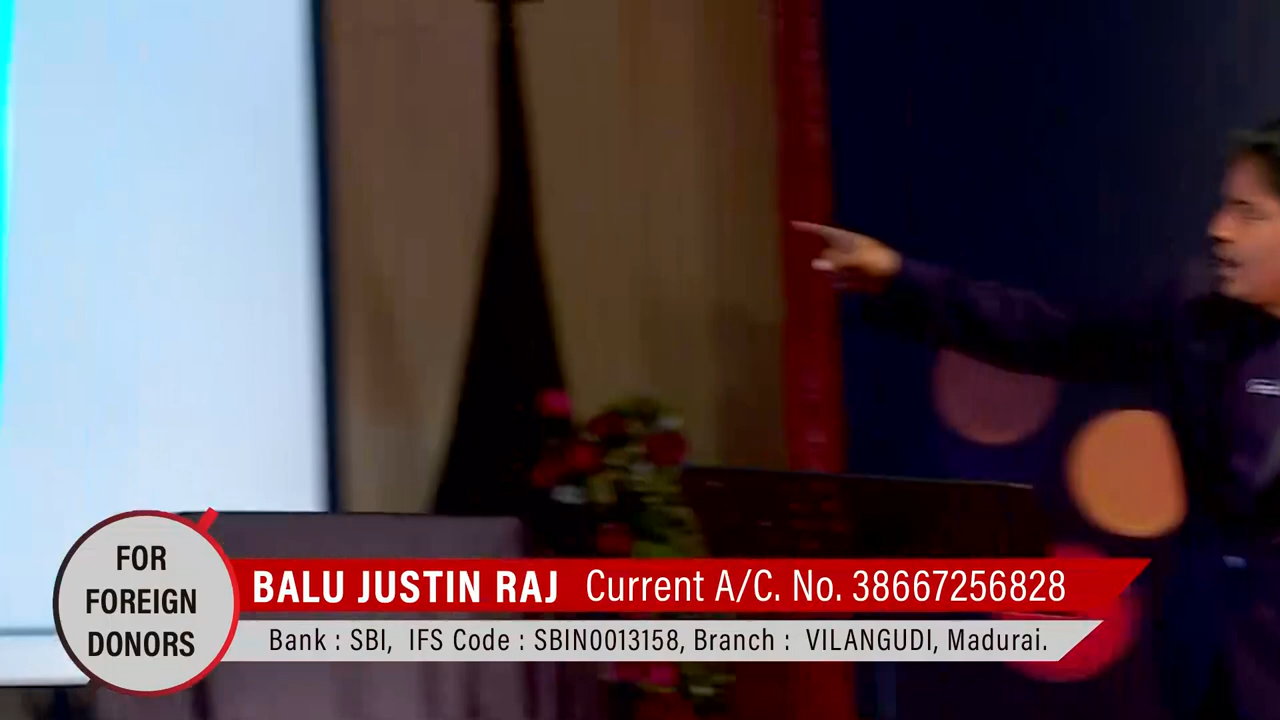 FOR
FOREIGN
DONORS
BALU JUSTIN RAJ Current A/C. No. 38667256828
Bank : SBI, IFS Code : SBIN0013158, Branch : VILANGUDI, Madurai.